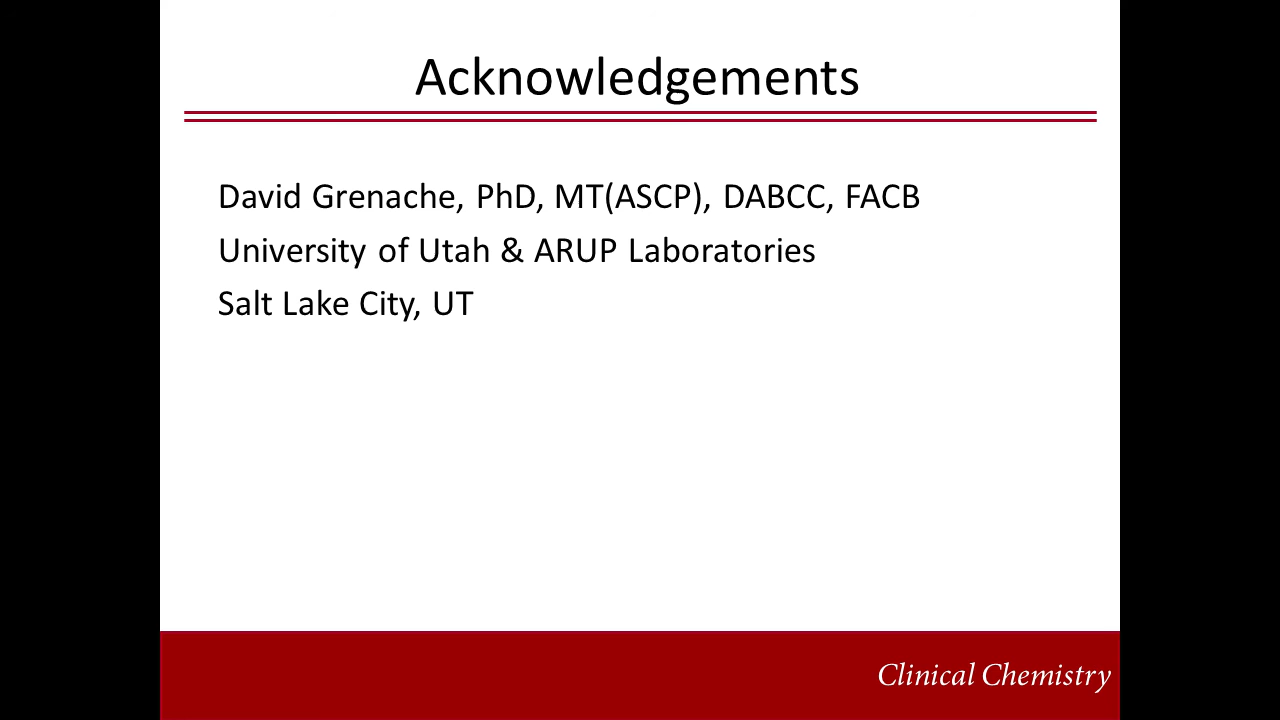 Acknowledgements
David Grenache, PhD, MT(ASCP), DABCC, FACB
University of Utah & ARUP Laboratories
Salt Lake City, UT
Clinical Chemistry